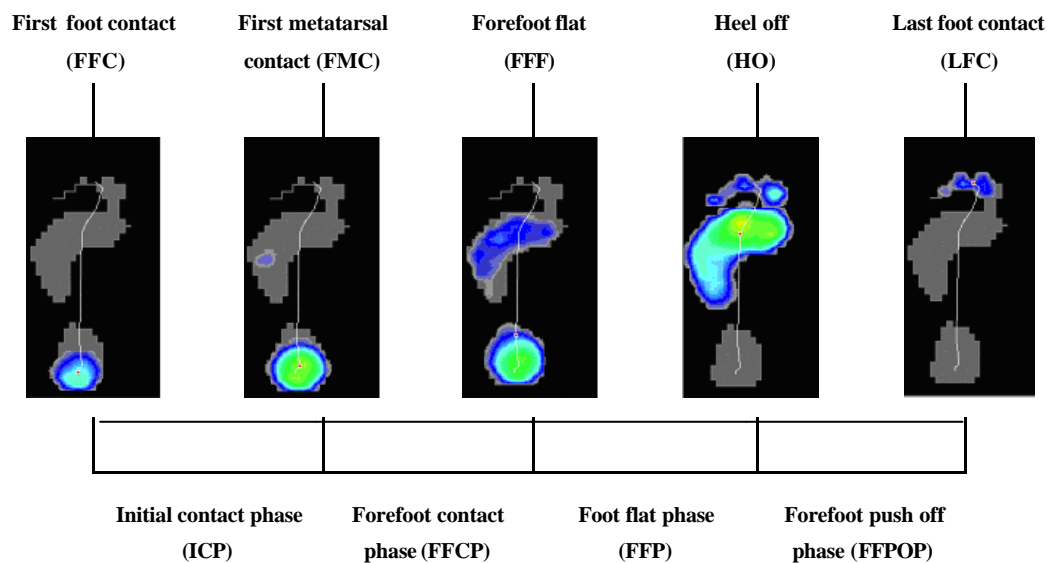 First foot contact
(FFC)
First metatarsal
contact (FMC)
Forefoot flat
(FFF)
Heel off
(HO)
Last foot contact
(LFC)
Initial contact phase
(ICP)
Forefoot contact
phase (FFCP)
Foot flat phase
(FFP)
Forefoot push off
phase (FFPOP)